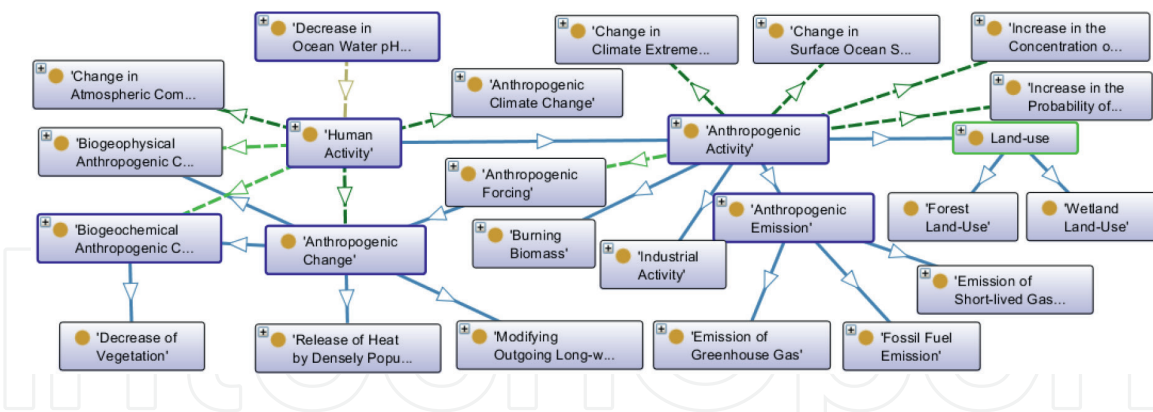 'Decrease in
Ocean Water pH...
'Change in
Climate Extreme...
'Change in
Surface Ocean S...
'Increase in the
Concentration o...
'Change in
Atmospheric Com...
'Anthropogenic
Climate Change'
'Increase in the
Probability of...
'Biogeophysical
Anthropogenic C...
'Human
Activity'
'Anthropogenic
Activity'
Land-use
'Anthropogenic
Forcing'
'Biogeochemical
Anthropogenic C...
'Anthropogenic
Change'
'Burning
Biomass'
'Industrial
Activity'
'Anthropogenic
Emission'
'Forest
Land-Use'
'Wetland
Land-Use'
'Emission of
Short-lived Gas...
'Decrease of
Vegetation'
'Release of Heat
by Densely Popu...
'Modifying
Outgoing Long-w...
'Emission of
Greenhouse Gas'
'Fossil Fuel
Emission'